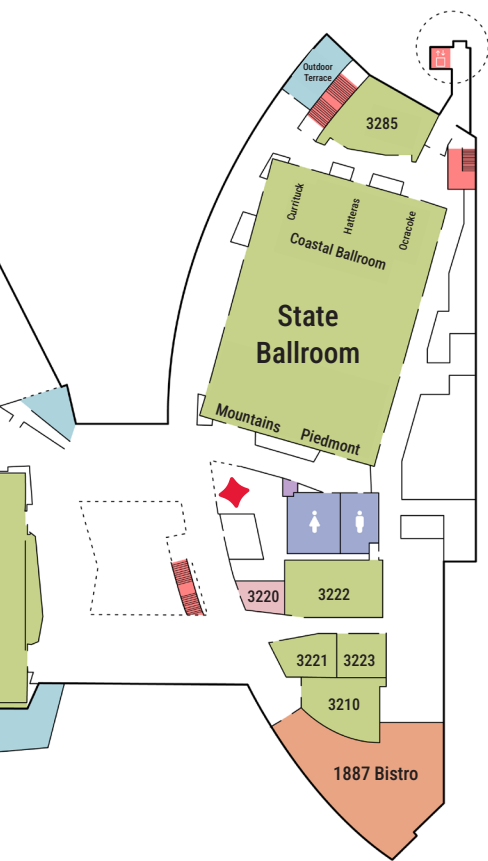 Outdoor
Terrace
3285
Currituck
Hatteras
Ocracoke
Coastal Ballroom
State
Ballroom
Mountains
Piedmont
3220
3222
3221
3223
3210
1887 Bistro